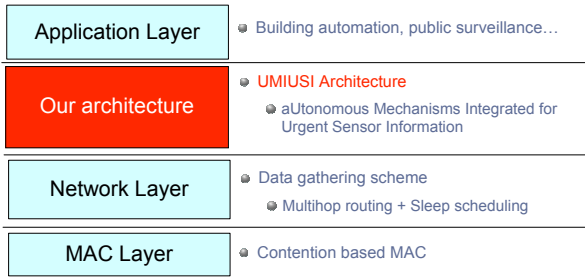 Application Layer
Building automation, public surveillance…
Our architecture
UMIUSI Architecture
aUtonomous Mechanisms Integrated for
Urgent Sensor Information
Network Layer
Data gathering scheme
Multihop routing + Sleep scheduling
MAC Layer
Contention based MAC